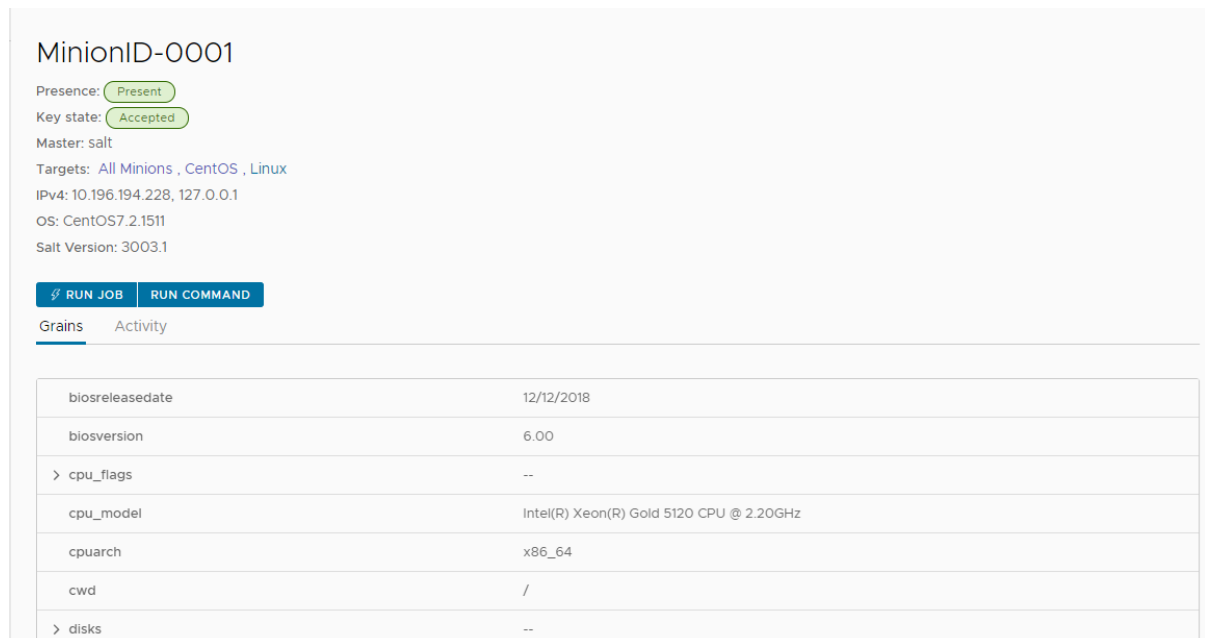 MinionID-0001
Presence: Present
Key state: Accepted
Master: salt
Targets: All Minions , CentOS , Linux
IPv4: 10.196.194.228, 127.0.0.1
OS: CentOS7.2.1511
Salt Version: 3003.1
RUN JOB RUN COMMAND
Grains Activity
biosreleasedate 12/12/2018
biosversion 6.00
cpu_flags --
cpu_model Intel(R) Xeon(R) Gold 5120 CPU @ 2.20GHz
cpuarch x86_64
cwd /
disks --